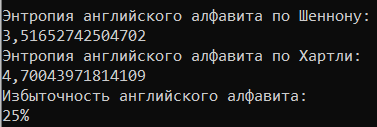 Энтропия английского алфавита по Шеннону:
3,51652742504702
Энтропия английского алфавита по Хартли:
4,70043971814109
Избыточность английского алфавита:
25%